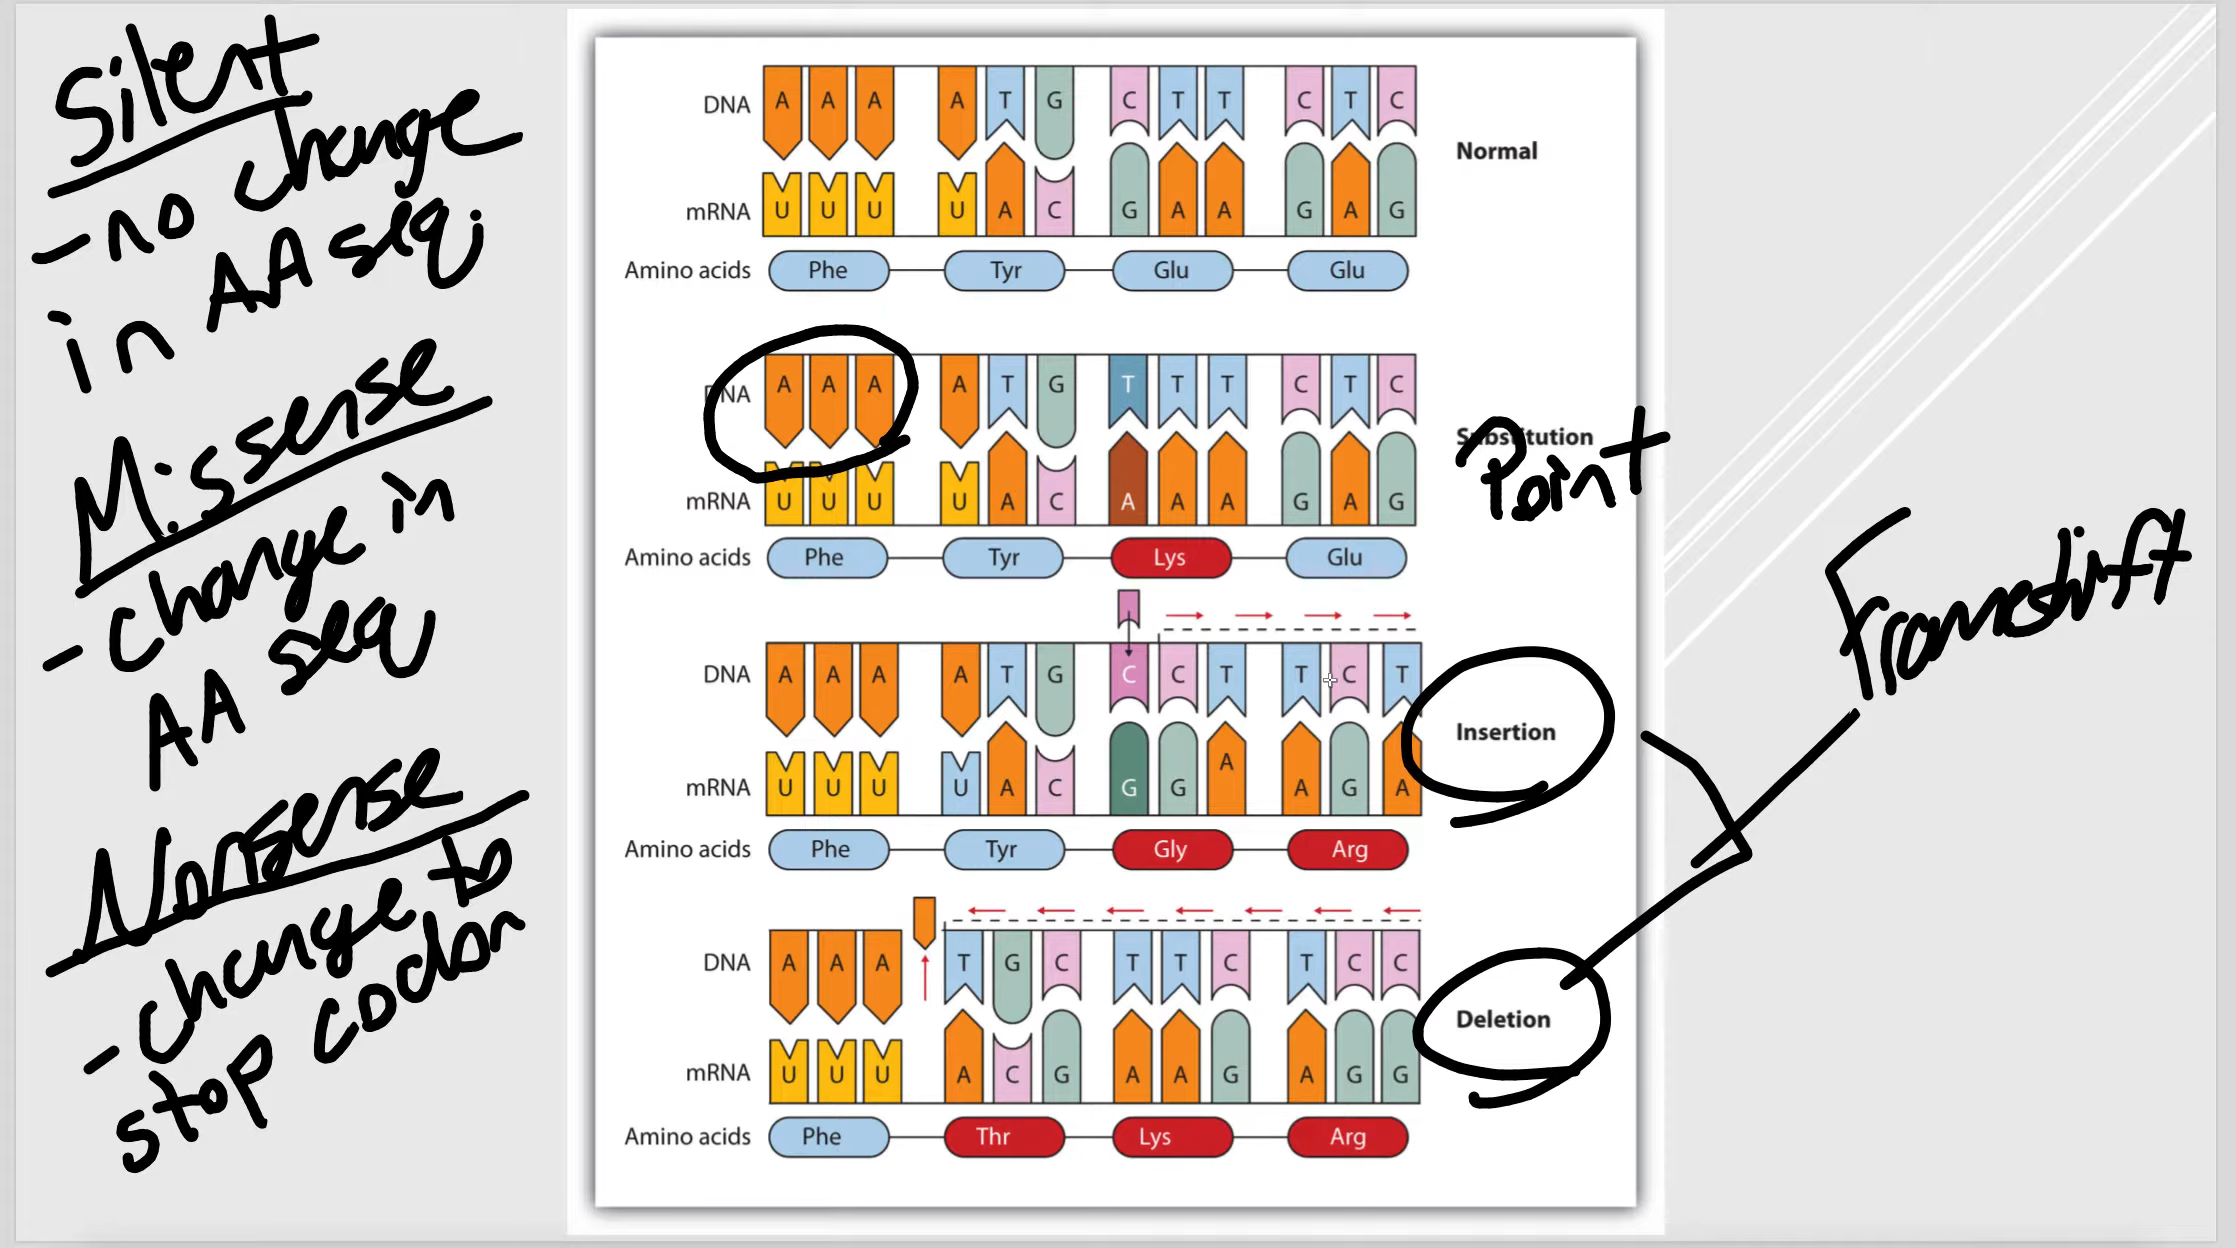 Silent
- no change
in AA seq.
Missense
- change in
AA seq
Nonsense
- change to
stop codon
DNA A A A A T G C T T C T C
Normal
mRNA U U U U A C G A A G A G
Amino acids Phe Tyr Glu Glu
DNA A A A A T G T T T C T C
Substitution
Point
mRNA U U U U A C A A A G A G
Amino acids Phe Tyr Lys Glu
DNA A A A A T G C C T T C T
Insertion
mRNA U U U U A C G G A A G A
Amino acids Phe Tyr Gly Arg
DNA A A A T G C T T C T C C
Deletion
mRNA U U U A C G A A G A G G
Amino acids Phe Thr Lys Arg
Frameshift